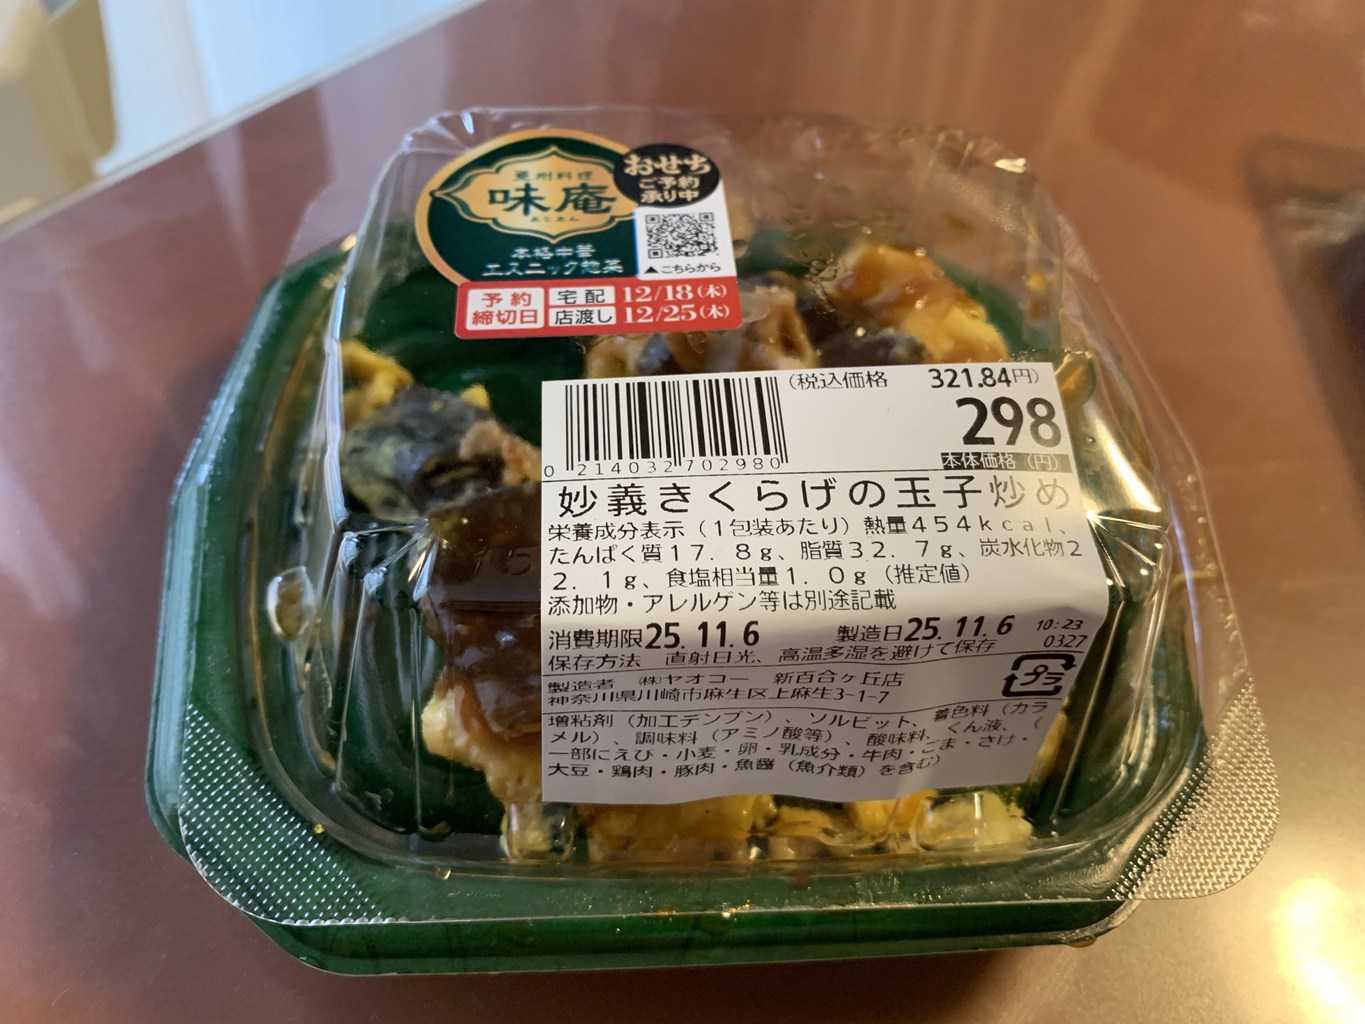 亜州料理
味庵
あじあん
本格中華
エスニック惣菜
おせち
ご予約
承り中
▲こちらから
予約
締切日
宅配 12/18(木)
店渡し 12/25(木)
(税込価格 321.84円)
298
本体価格(円)
0 214032 702980
妙義きくらげの玉子炒め
栄養成分表示(1包装あたり)熱量454kcal、
たんぱく質17.8g、脂質32.7g、炭水化物2
2.1g、食塩相当量1.0g(推定値)
添加物・アレルゲン等は別途記載
消費期限25.11.6 製造日25.11.6 10:23
保存方法 直射日光、高温多湿を避けて保存 0327
製造者 ㈱ヤオコー 新百合ヶ丘店
神奈川県川崎市麻生区上麻生3-1-7
プラ
増粘剤(加工デンプン)、ソルビット、着色料(カラ
メル)、調味料(アミノ酸等)、酸味料、くん液、(
一部にえび・小麦・卵・乳成分・牛肉・ごま・さけ・
大豆・鶏肉・豚肉・魚醤(魚介類)を含む)